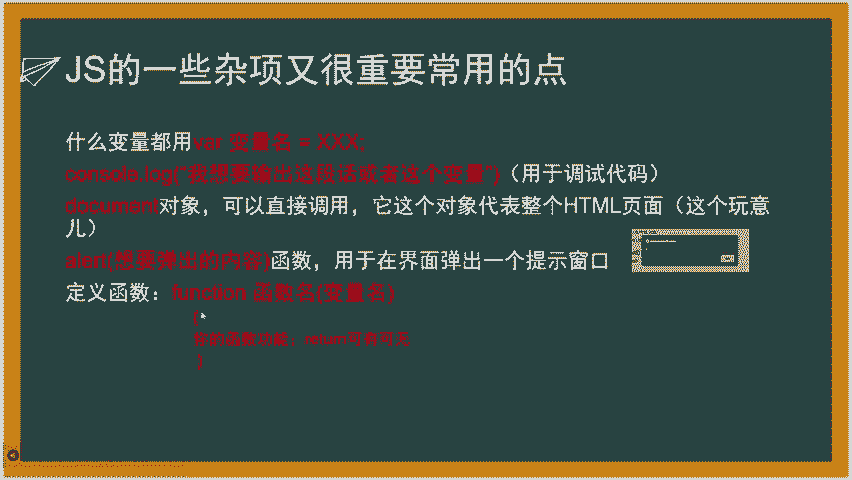 JS的一些杂项又很重要常用的点
什么变量都用var 变量名 = XXX;
console.log("我想要输出这段话或者这个变量")（用于调试代码）
document对象，可以直接调用，它这个对象代表整个HTML页面（这个玩意
儿）
alert(想要弹出的内容)函数，用于在界面弹出一个提示窗口
定义函数：function 函数名(变量名)
{
你的函数功能；return可有可无
}